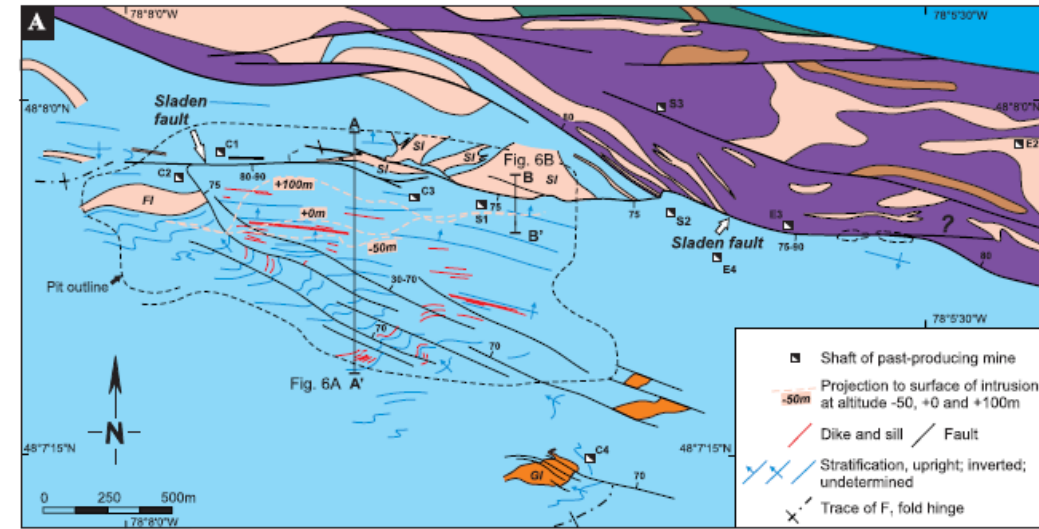 A
78°8'0"W
78°5'30"W
48°8'0"N
48°8'0"N
Sladen
fault
C1
A
80
S3
E2
SI
SI
SI
SI
Fig. 6B
B
C2
80-90
75
+100m
C3
75
S1
75
S2
FI
+0m
B'
E3
?
-50m
Sladen fault
75-90
E4
80
Pit outline
30-70
78°5'30"W
70
70
Fig. 6A A'
N
48°7'15"N
48°7'15"N
C4
GI
70
0 250 500m
78°8'0"W
Shaft of past-producing mine
Projection to surface of intrusion
-50m at altitude -50, +0 and +100m
Dike and sill Fault
Stratification, upright; inverted;
undetermined
Trace of F₁ fold hinge